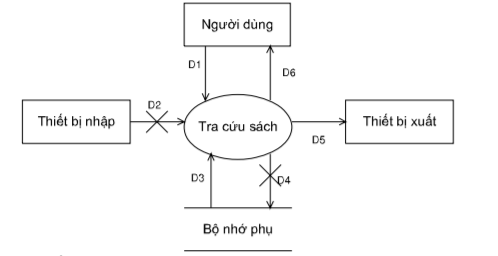 Người dùng
D1
D6
D2
Thiết bị nhập
Tra cứu sách
Thiết bị xuất
D5
D3
D4
Bộ nhớ phụ